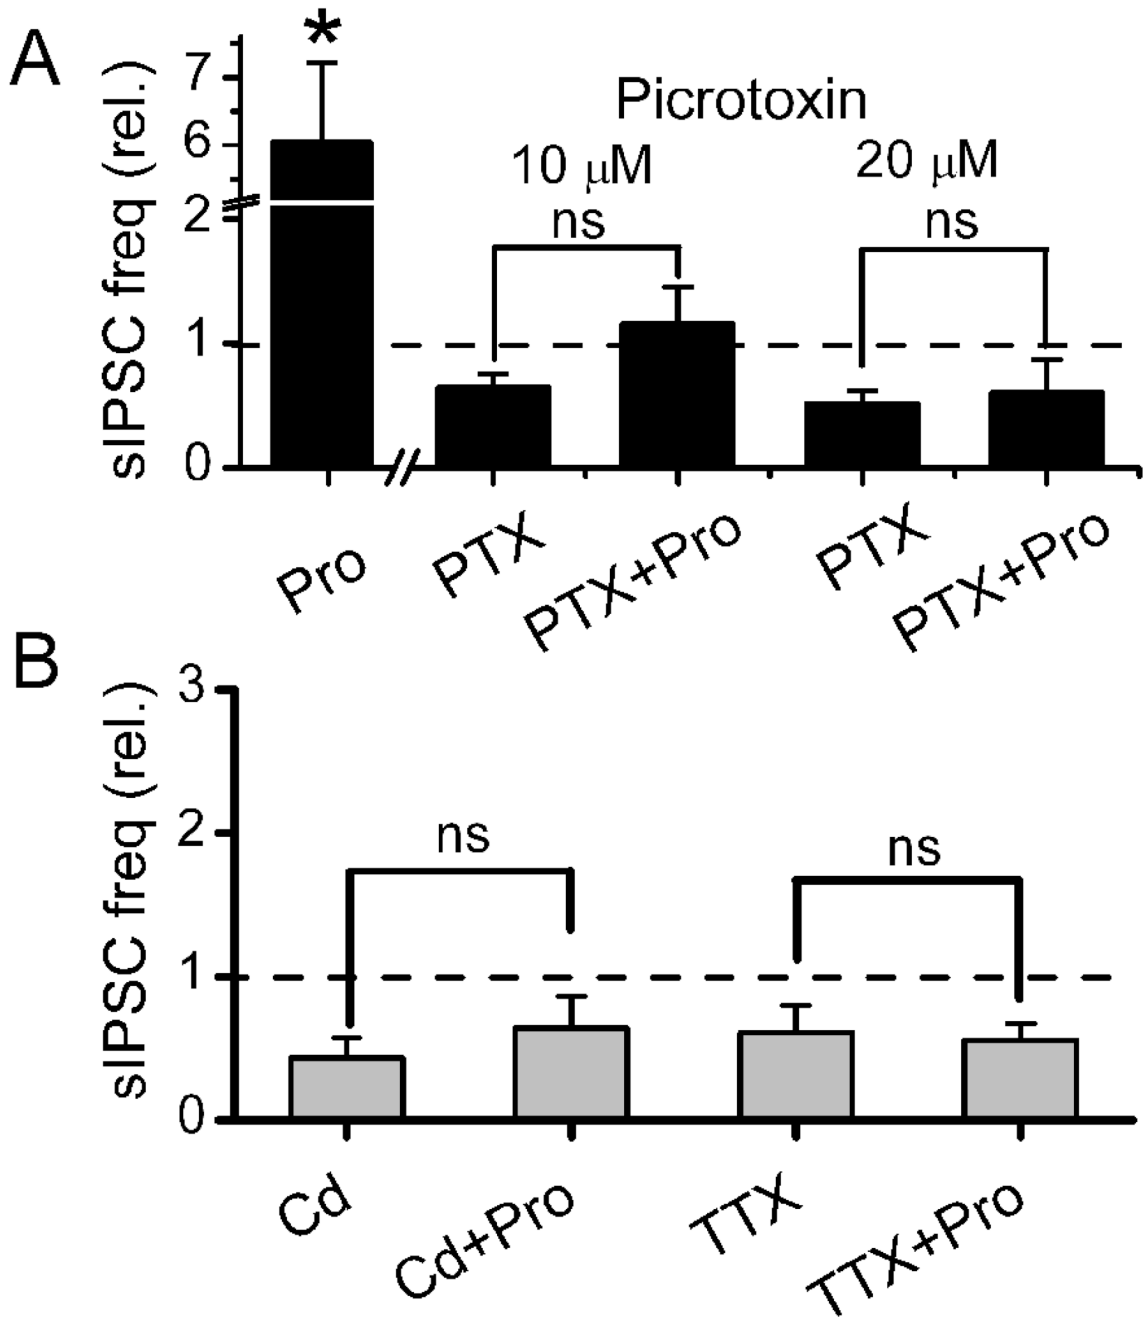 A
sIPSC freq (rel.)
7
6
2
1
0
*
Picrotoxin
10 μM
20 μM
ns
ns
Pro
PTX
PTX+Pro
PTX
PTX+Pro
B
sIPSC freq (rel.)
3
2
1
0
ns
ns
Cd
Cd+Pro
TTX
TTX+Pro